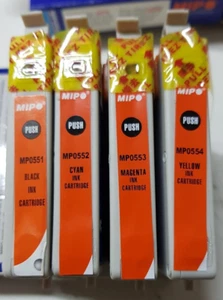 MIPO
PUSH
MP0551
BLACK
INK
CARTRIDGE
MIPO
PUSH
MP0552
CYAN
INK
CARTRIDGE
MIPO
PUSH
MP0553
MAGENTA
INK
CARTRIDGE
MIPO
PUSH
MP0554
YELLOW
INK
CARTRIDGE